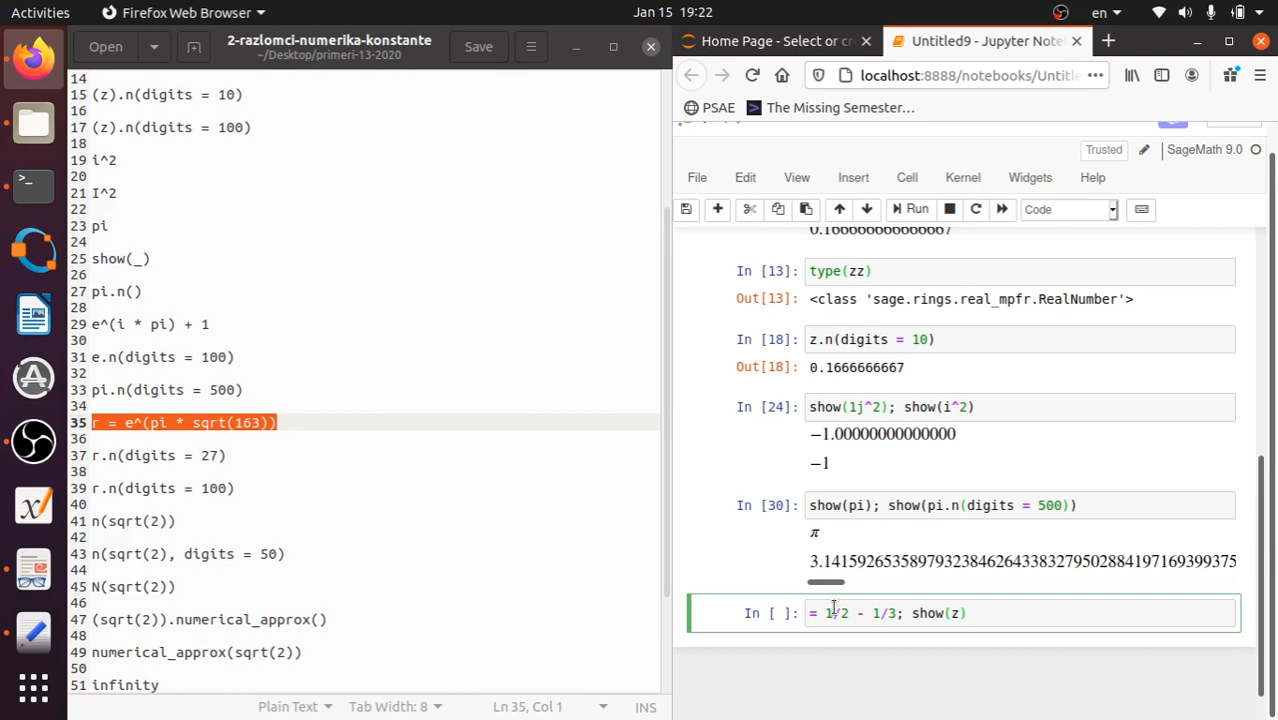 Activities
Firefox Web Browser
Jan 15 19:22
en
Open
2-razlomci-numerika-konstante
~/Desktop/primeri-13-2020
Save
14
15 (z).n(digits = 10)
16
17 (z).n(digits = 100)
18
19 i^2
20
21 I^2
22
23 pi
24
25 show(_)
26
27 pi.n()
28
29 e^(i * pi) + 1
30
31 e.n(digits = 100)
32
33 pi.n(digits = 500)
34
35 r = e^(pi * sqrt(163))
36
37 r.n(digits = 27)
38
39 r.n(digits = 100)
40
41 n(sqrt(2))
42
43 n(sqrt(2), digits = 50)
44
45 N(sqrt(2))
46
47 (sqrt(2)).numerical_approx()
48
49 numerical_approx(sqrt(2))
50
51 infinity
Plain Text
Tab Width: 8
Ln 35, Col 1
INS
Home Page - Select or cr
Untitled9 - Jupyter Note
localhost:8888/notebooks/Untitl
PSAE
The Missing Semester…
Trusted
SageMath 9.0
File Edit View Insert Cell Kernel Widgets Help
Run
Code
0.16666666666667
In [13]: type(zz)
Out[13]: <class 'sage.rings.real_mpfr.RealNumber'>
In [18]: z.n(digits = 10)
Out[18]: 0.1666666667
In [24]: show(1j^2); show(i^2)
−1.00000000000000
−1
In [30]: show(pi); show(pi.n(digits = 500))
π
3.141592653589793238462643383279502884197169399375
In [ ]: = 1/2 - 1/3; show(z)